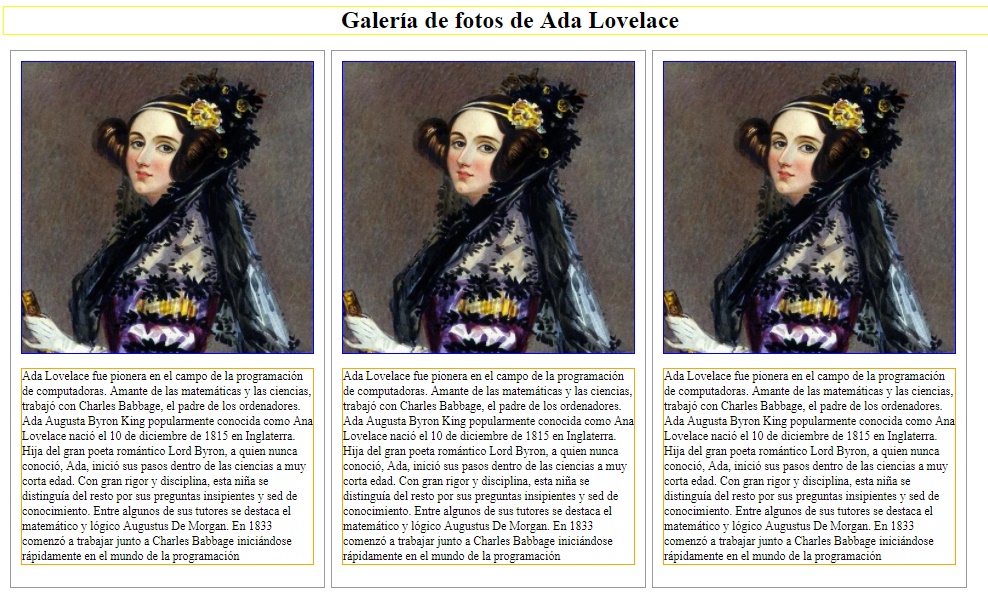 Galería de fotos de Ada Lovelace
Ada Lovelace fue pionera en el campo de la programación
de computadoras. Amante de las matemáticas y las ciencias,
trabajó con Charles Babbage, el padre de los ordenadores.
Ada Augusta Byron King popularmente conocida como Ana
Lovelace nació el 10 de diciembre de 1815 en Inglaterra.
Hija del gran poeta romántico Lord Byron, a quien nunca
conoció, Ada, inició sus pasos dentro de las ciencias a muy
corta edad. Con gran rigor y disciplina, esta niña se
distinguía del resto por sus preguntas insipientes y sed de
conocimiento. Entre algunos de sus tutores se destaca el
matemático y lógico Augustus De Morgan. En 1833
comenzó a trabajar junto a Charles Babbage iniciándose
rápidamente en el mundo de la programación
Ada Lovelace fue pionera en el campo de la programación
de computadoras. Amante de las matemáticas y las ciencias,
trabajó con Charles Babbage, el padre de los ordenadores.
Ada Augusta Byron King popularmente conocida como Ana
Lovelace nació el 10 de diciembre de 1815 en Inglaterra.
Hija del gran poeta romántico Lord Byron, a quien nunca
conoció, Ada, inició sus pasos dentro de las ciencias a muy
corta edad. Con gran rigor y disciplina, esta niña se
distinguía del resto por sus preguntas insipientes y sed de
conocimiento. Entre algunos de sus tutores se destaca el
matemático y lógico Augustus De Morgan. En 1833
comenzó a trabajar junto a Charles Babbage iniciándose
rápidamente en el mundo de la programación
Ada Lovelace fue pionera en el campo de la programación
de computadoras. Amante de las matemáticas y las ciencias,
trabajó con Charles Babbage, el padre de los ordenadores.
Ada Augusta Byron King popularmente conocida como Ana
Lovelace nació el 10 de diciembre de 1815 en Inglaterra.
Hija del gran poeta romántico Lord Byron, a quien nunca
conoció, Ada, inició sus pasos dentro de las ciencias a muy
corta edad. Con gran rigor y disciplina, esta niña se
distinguía del resto por sus preguntas insipientes y sed de
conocimiento. Entre algunos de sus tutores se destaca el
matemático y lógico Augustus De Morgan. En 1833
comenzó a trabajar junto a Charles Babbage iniciándose
rápidamente en el mundo de la programación